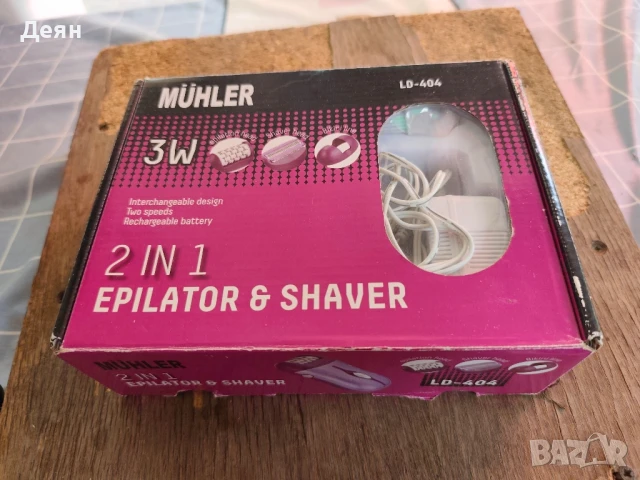 Деян
MÜHLER
LD-404
3W
Interchangeable design
Two speeds
Rechargeable battery
2 IN 1
EPILATOR & SHAVER
MÜHLER
2 IN 1
EPILATOR & SHAVER
LD-404
BAZAR